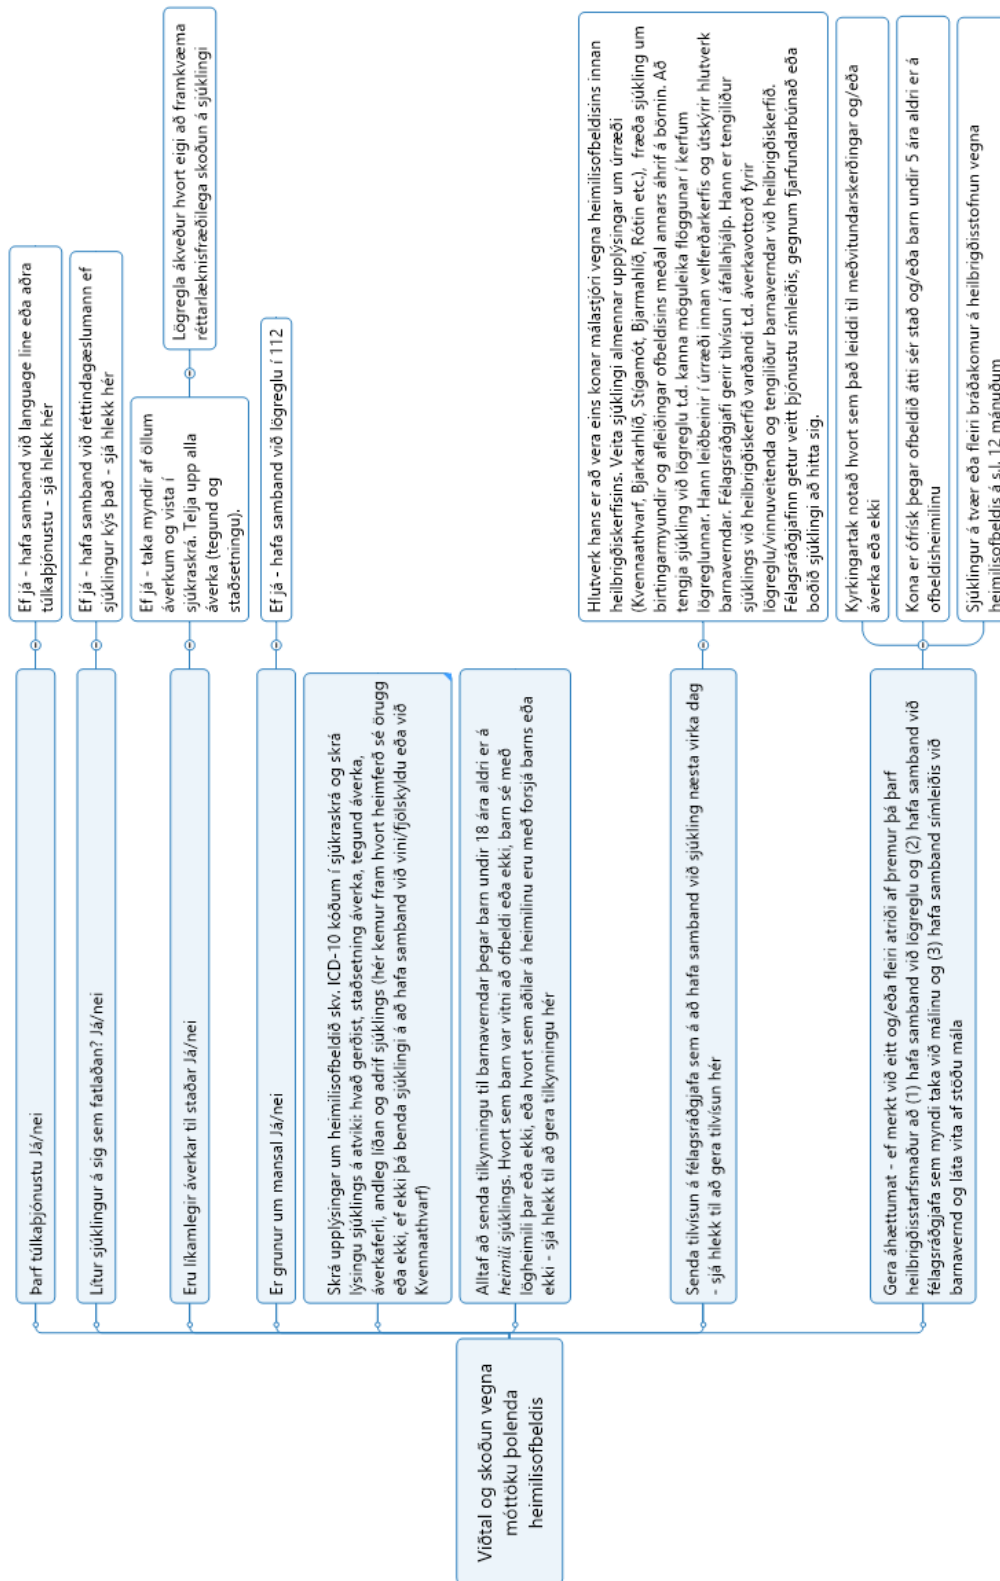 Viðtal og skoðun vegna
móttöku þolenda
heimilisofbeldis
Þarf túlkaþjónustu Já/nei
Ef já - hafa samband við language line eða aðra
túlkaþjónustu - sjá hlekk hér
Lítur sjúklingur á sig sem fatlaðan? Já/nei
Ef já - hafa samband við réttindagæslumann ef
sjúklingur kýs það - sjá hlekk hér
Eru líkamlegir áverkar til staðar Já/nei
Ef já - taka myndir af öllum
áverkum og vista í
sjúkraskrá. Telja upp alla
áverka (tegund og
staðsetningu).
Lögregla ákveður hvort eigi að framkvæma
réttarlæknisfræðilega skoðun á sjúklingi
Er grunur um mansal Já/nei
Ef já - hafa samband við lögreglu í 112
Skrá upplýsingar um heimilisofbeldið skv. ICD-10 kóðum í sjúkraskrá og skrá
lýsingu sjúklings á atviki: hvað gerðist, staðsetning áverka, tegund áverka,
áverkaferli, andleg líðan og adrif sjúklings (hér kemur fram hvort heimferð sé örugg
eða ekki, ef ekki þá benda sjúklingi á að hafa samband við vini/fjölskyldu eða við
Kvennaathvarf)
Alltaf að senda tilkynningu til barnaverndar þegar barn undir 18 ára aldri er á
heimili sjúklings. Hvort sem barn var vitni að ofbeldi eða ekki, barn sé með
lögheimili þar eða ekki, eða hvort sem aðilar á heimilinu eru með forsjá barns eða
ekki - sjá hlekk til að gera tilkynningu hér
Senda tilvísun á félagsráðgjafa sem á að hafa samband við sjúkling næsta virka dag
- sjá hlekk til að gera tilvísun hér
Hlutverk hans er að vera eins konar málastjóri vegna heimilisofbeldisins innan
heilbrigðiskerfisins. Veita sjúklingi almennar upplýsingar um úrræði
(Kvennaathvarf, Bjarkarhlíð, Stígamót, Bjarmahlíð, Rótin etc.), fræða sjúkling um
birtingarmyundir og afleiðingar ofbeldisins meðal annars áhrif á börnin. Að
tengja sjúkling við lögreglu t.d. kanna möguleika flöggunar í kerfum
lögreglunnar. Hann leiðbeinir í úrræði innan velferðarkerfis og útskýrir hlutverk
barnaverndar. Félagsráðgjafi gerir tilvísun í áfallahjálp. Hann er tengiliður
sjúklings við heilbrigðiskerfið varðandi t.d. áverkavottorð fyrir
lögreglu/vinnuveitenda og tengiliður barnaverndar við heilbrigðiskerfið.
Félagsráðgjafinn getur veitt þjónustu símleiðis, gegnum fjarfundarbúnað eða
boðið sjúklingi að hitta sig.
Gera áhættumat - ef merkt við eitt og/eða fleiri atriði af þremur þá þarf
heilbrigðisstarfsmaður að (1) hafa samband við lögreglu og (2) hafa samband við
félagsráðgjafa sem myndi taka við málinu og (3) hafa samband símleiðis við
barnavernd og láta vita af stöðu mála
Kyrkingartak notað hvort sem það leiddi til meðvitundarskerðingar og/eða
áverka eða ekki
Kona er ófrísk þegar ofbeldið átti sér stað og/eða barn undir 5 ára aldri er á
ofbeldisheimilinu
Sjúklingur á tvær eða fleiri bráðakomur á heilbrigðisstofnun vegna
heimilisofbeldis á s.l. 12 mánuðum